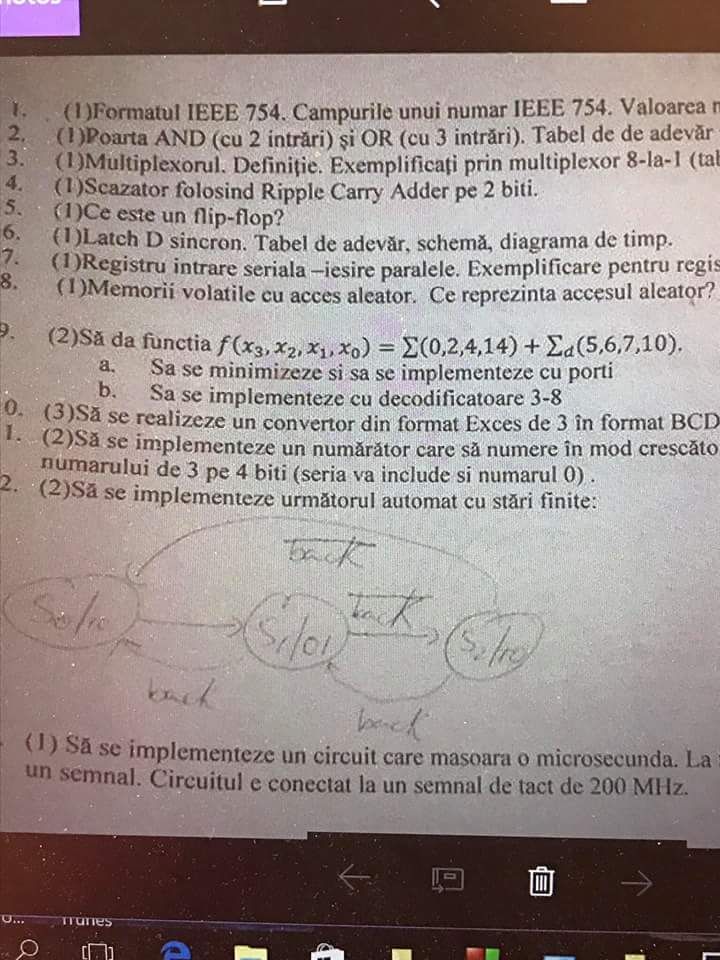 1. (1)Formatul IEEE 754. Campurile unui numar IEEE 754. Valoarea
2. (1)Poarta AND (cu 2 intrări) și OR (cu 3 intrări). Tabel de de adevăr
3. (1)Multiplexorul. Definiție. Exemplificați prin multiplexor 8-la-1 (tab
4. (1)Scazator folosind Ripple Carry Adder pe 2 biti.
5. (1)Ce este un flip-flop?
6. (1)Latch D sincron. Tabel de adevăr, schemă, diagrama de timp.
7. (1)Registru intrare seriala –iesire paralele. Exemplificare pentru regis
8. (1)Memorii volatile cu acces aleator. Ce reprezinta accesul aleator?
9. (2)Să da functia f(x₃, x₂, x₁, x₀) = Σ(0,2,4,14) + Σd(5,6,7,10).
a. Sa se minimizeze si sa se implementeze cu porti
b. Sa se implementeze cu decodificatoare 3-8
0. (3)Să se realizeze un convertor din format Exces de 3 în format BCD
1. (2)Să se implementeze un numărător care să numere în mod crescăto
numarului de 3 pe 4 biti (seria va include si numarul 0) .
2. (2)Să se implementeze următorul automat cu stări finite:
back
S0/10 S1/01 back S2/10
back
back
(1) Să se implementeze un circuit care masoara o microsecunda. La
un semnal. Circuitul e conectat la un semnal de tact de 200 MHz.
iTunes